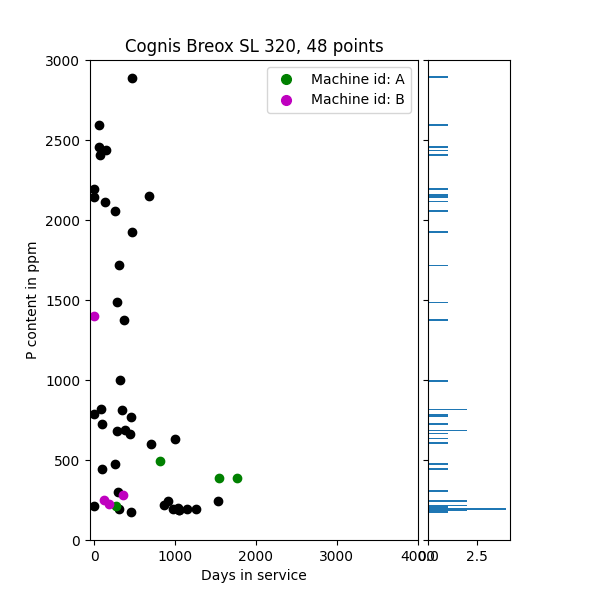 Cognis Breox SL 320, 48 points
Machine id: A
Machine id: B
3000
2500
2000
1500
1000
500
0
P content in ppm
0 1000 2000 3000 4000
0.0 2.5
Days in service